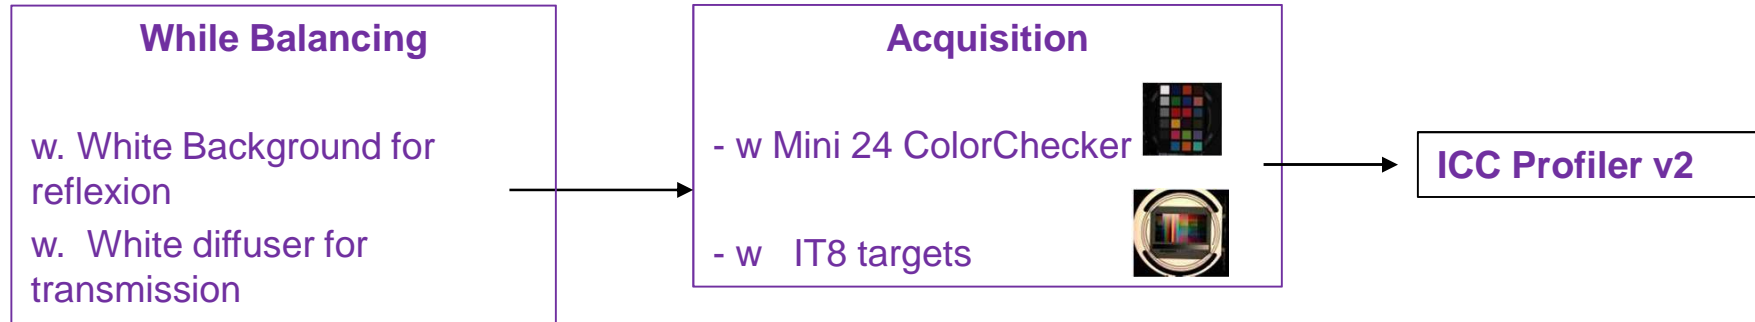 While Balancing
w. White Background for
reflexion
w. White diffuser for
transmission
Acquisition
- w Mini 24 ColorChecker
- w IT8 targets
ICC Profiler v2